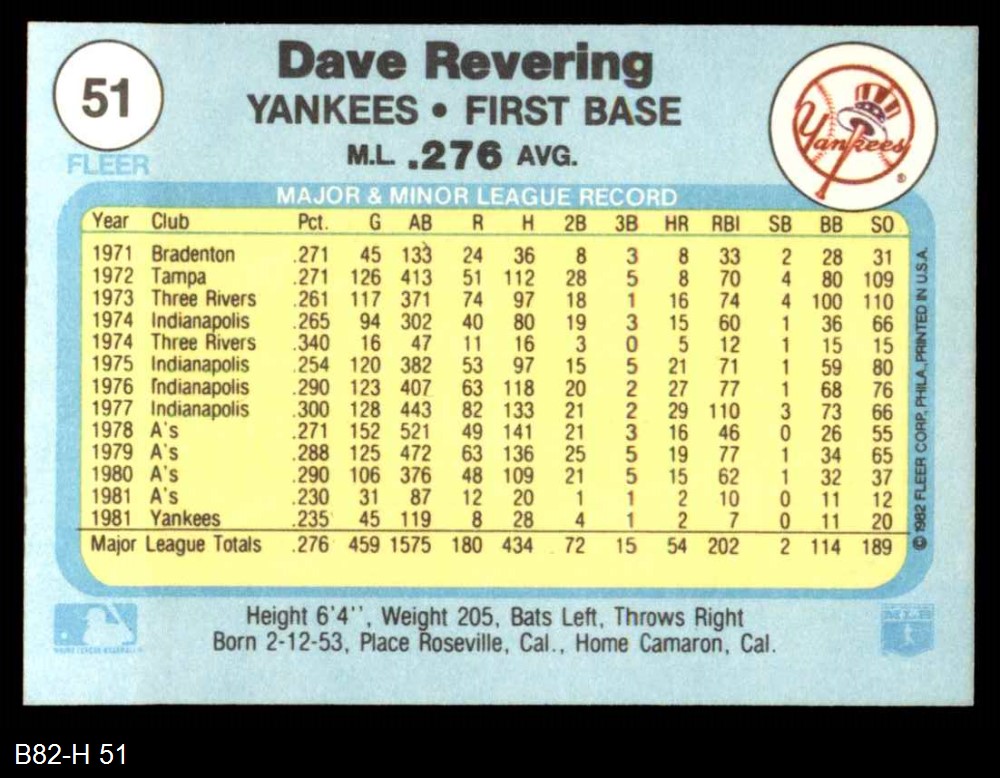 51
FLEER
Dave Revering
YANKEES • FIRST BASE
M.L. .276 AVG.
Yankees
®
MAJOR & MINOR LEAGUE RECORD
Year Club Pct. G AB R H 2B 3B HR RBI SB BB SO
1971 Bradenton .271 45 133 24 36 8 3 8 33 2 28 31
1972 Tampa .271 126 413 51 112 28 5 8 70 4 80 109
1973 Three Rivers .261 117 371 74 97 18 1 16 74 4 100 110
1974 Indianapolis .265 94 302 40 80 19 3 15 60 1 36 66
1974 Three Rivers .340 16 47 11 16 3 0 5 12 1 15 15
1975 Indianapolis .254 120 382 53 97 15 5 21 71 1 59 80
1976 Indianapolis .290 123 407 63 118 20 2 27 77 1 68 76
1977 Indianapolis .300 128 443 82 133 21 2 29 110 3 73 66
1978 A's .271 152 521 49 141 21 3 16 46 0 26 55
1979 A's .288 125 472 63 136 25 5 19 77 1 34 65
1980 A's .290 106 376 48 109 21 5 15 62 1 32 37
1981 A's .230 31 87 12 20 1 1 2 10 0 11 12
1981 Yankees .235 45 119 8 28 4 1 2 7 0 11 20
Major League Totals .276 459 1575 180 434 72 15 54 202 2 114 189
©1982 FLEER CORP., PHILA., PRINTED IN U.S.A.
Height 6'4'', Weight 205, Bats Left, Throws Right
Born 2-12-53, Place Roseville, Cal., Home Camaron, Cal.
MAJOR LEAGUE BASEBALL
MLB
B82-H 51